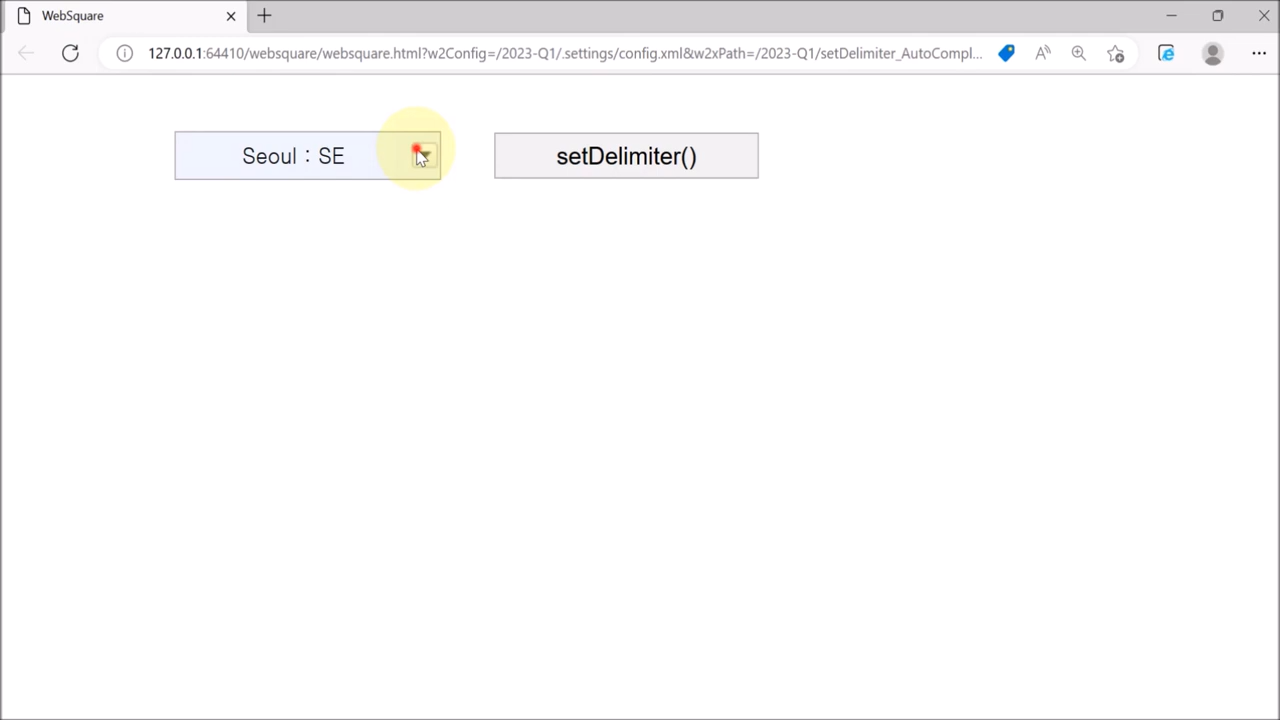 WebSquare
127.0.0.1:64410/websquare/websquare.html?w2Config=/2023-Q1/.settings/config.xml&w2xPath=/2023-Q1/setDelimiter_AutoCompl...
Seoul : SE
setDelimiter()